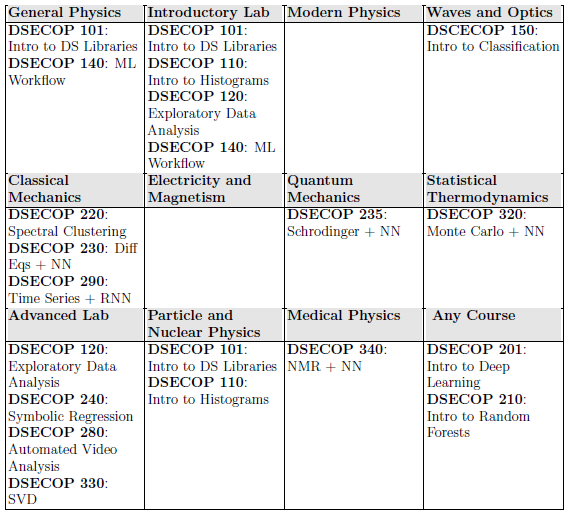 General Physics
Introductory Lab
Modern Physics
Waves and Optics
DSECOP 101:
Intro to DS Libraries
DSECOP 140: ML
Workflow
DSECOP 101:
Intro to DS Libraries
DSECOP 110:
Intro to Histograms
DSECOP 120:
Exploratory Data
Analysis
DSECOP 140: ML
Workflow
DSCECOP 150:
Intro to Classification
Classical
Mechanics
Electricity and
Magnetism
Quantum
Mechanics
Statistical
Thermodynamics
DSECOP 220:
Spectral Clustering
DSECOP 230: Diff
Eqs + NN
DSECOP 290:
Time Series + RNN
DSECOP 235:
Schrodinger + NN
DSECOP 320:
Monte Carlo + NN
Advanced Lab
Particle and
Nuclear Physics
Medical Physics
Any Course
DSECOP 120:
Exploratory Data
Analysis
DSECOP 240:
Symbolic Regression
DSECOP 280:
Automated Video
Analysis
DSECOP 330:
SVD
DSECOP 101:
Intro to DS Libraries
DSECOP 110:
Intro to Histograms
DSECOP 340:
NMR + NN
DSECOP 201:
Intro to Deep
Learning
DSECOP 210:
Intro to Random
Forests